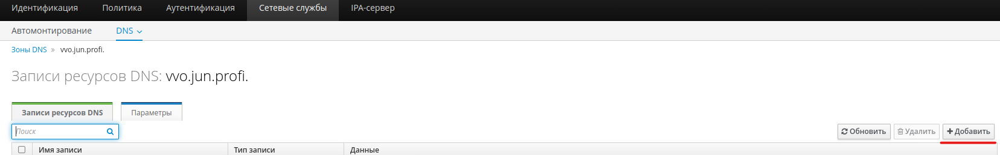 Идентификация Политика Аутентификация Сетевые службы IPA-сервер
Автомонтирование DNS
Зоны DNS » vvo.jun.profi.
Записи ресурсов DNS: vvo.jun.profi.
Записи ресурсов DNS Параметры
Поиск Обновить Удалить Добавить
Имя записи Тип записи Данные